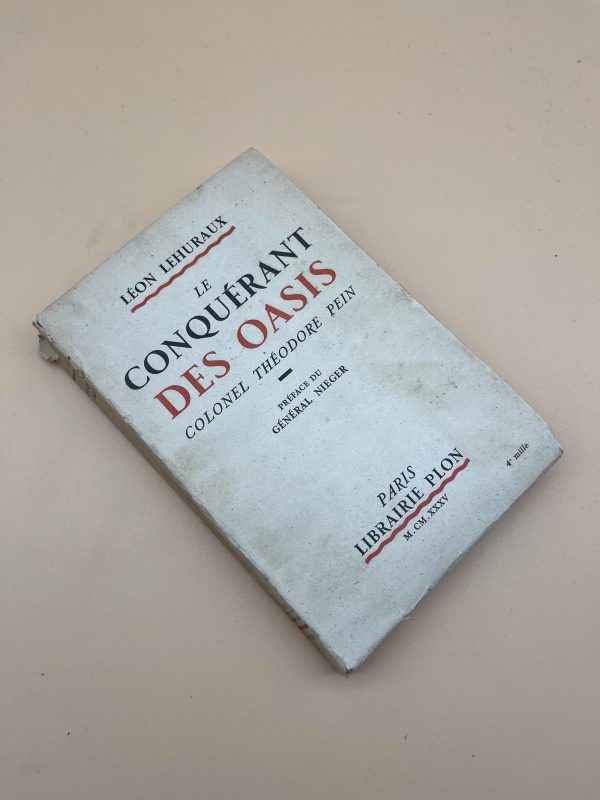 LÉON LEHURAUX
LE
CONQUÉRANT
DES OASIS
COLONEL THÉODORE PEIN
PRÉFACE DU
GÉNÉRAL NIEGER
PARIS
LIBRAIRIE PLON
M.CM.XXXV
4e mille